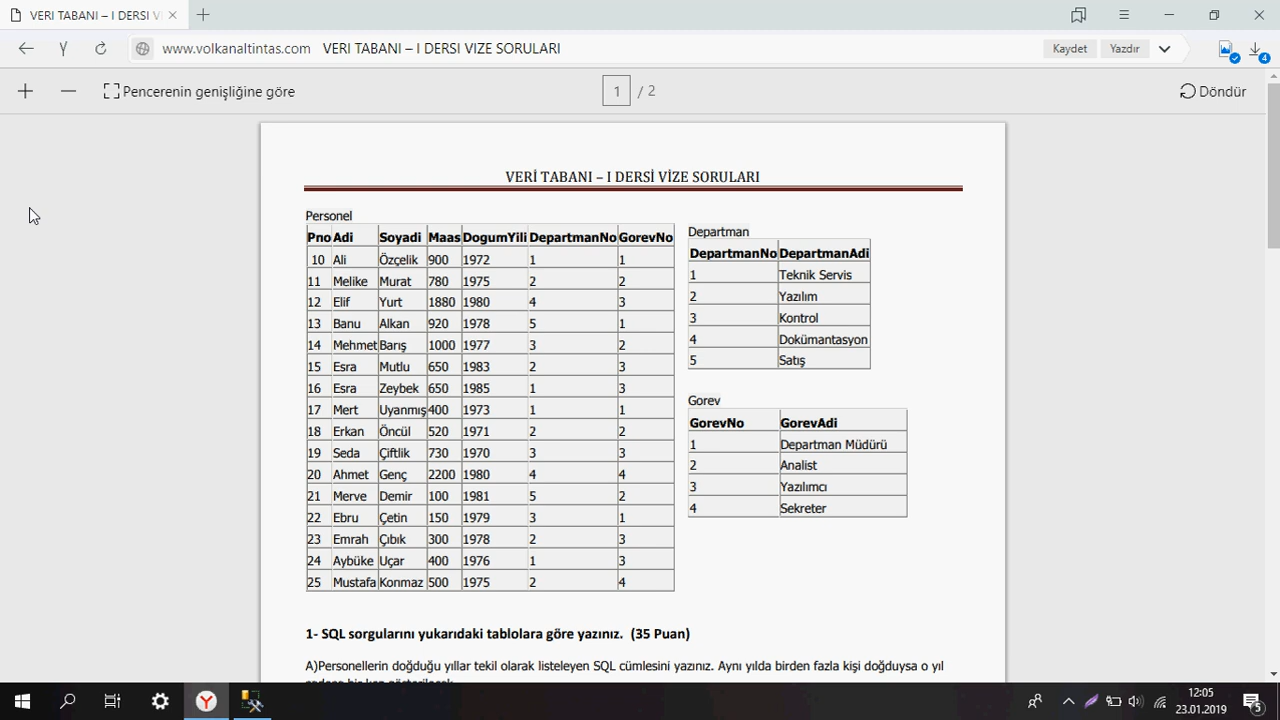 VERI TABANI – I DERSI V
www.volkanaltintas.com VERI TABANI – I DERSI VIZE SORULARI
Kaydet Yazdır
4
Pencerenin genişliğine göre 1 / 2 Döndür
VERİ TABANI – I DERSİ VİZE SORULARI
Personel
Pno Adi Soyadi Maas DogumYili DepartmanNo GorevNo
10 Ali Özçelik 900 1972 1 1
11 Melike Murat 780 1975 2 2
12 Elif Yurt 1880 1980 4 3
13 Banu Alkan 920 1978 5 1
14 Mehmet Barış 1000 1977 3 2
15 Esra Mutlu 650 1983 2 3
16 Esra Zeybek 650 1985 1 3
17 Mert Uyanmış 400 1973 1 1
18 Erkan Öncül 520 1971 2 2
19 Seda Çiftlik 730 1970 3 3
20 Ahmet Genç 2200 1980 4 4
21 Merve Demir 100 1981 5 2
22 Ebru Çetin 150 1979 3 1
23 Emrah Çıbık 300 1978 2 3
24 Aybüke Uçar 400 1976 1 3
25 Mustafa Konmaz 500 1975 2 4
Departman
DepartmanNo DepartmanAdi
1 Teknik Servis
2 Yazılım
3 Kontrol
4 Dokümantasyon
5 Satış
Gorev
GorevNo GorevAdi
1 Departman Müdürü
2 Analist
3 Yazılımcı
4 Sekreter
1- SQL sorgularını yukarıdaki tablolara göre yazınız. (35 Puan)
A)Personellerin doğduğu yıllar tekil olarak listeleyen SQL cümlesini yazınız. Aynı yılda birden fazla kişi doğduysa o yıl
12:05
23.01.2019
5